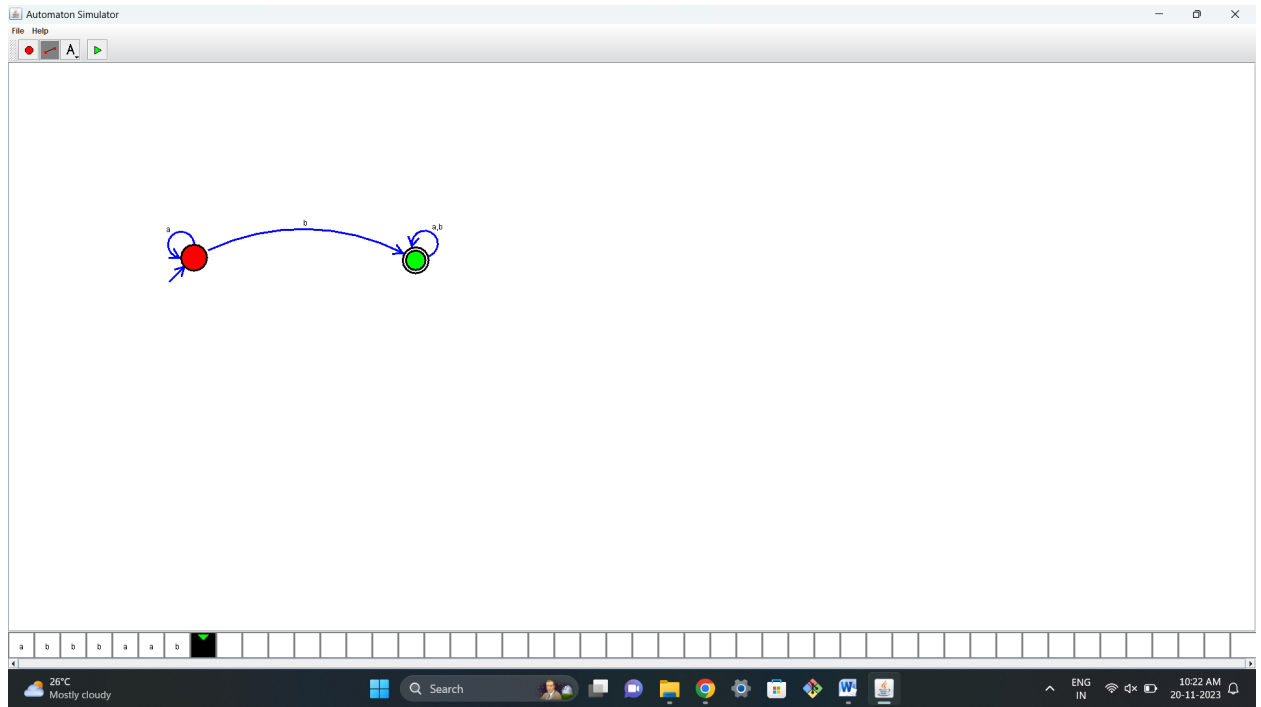 Automaton Simulator
File Help
A
b
a
a,b
a b b b a a b
26°C
Mostly cloudy
Search
W
ENG
IN
10:22 AM
20-11-2023